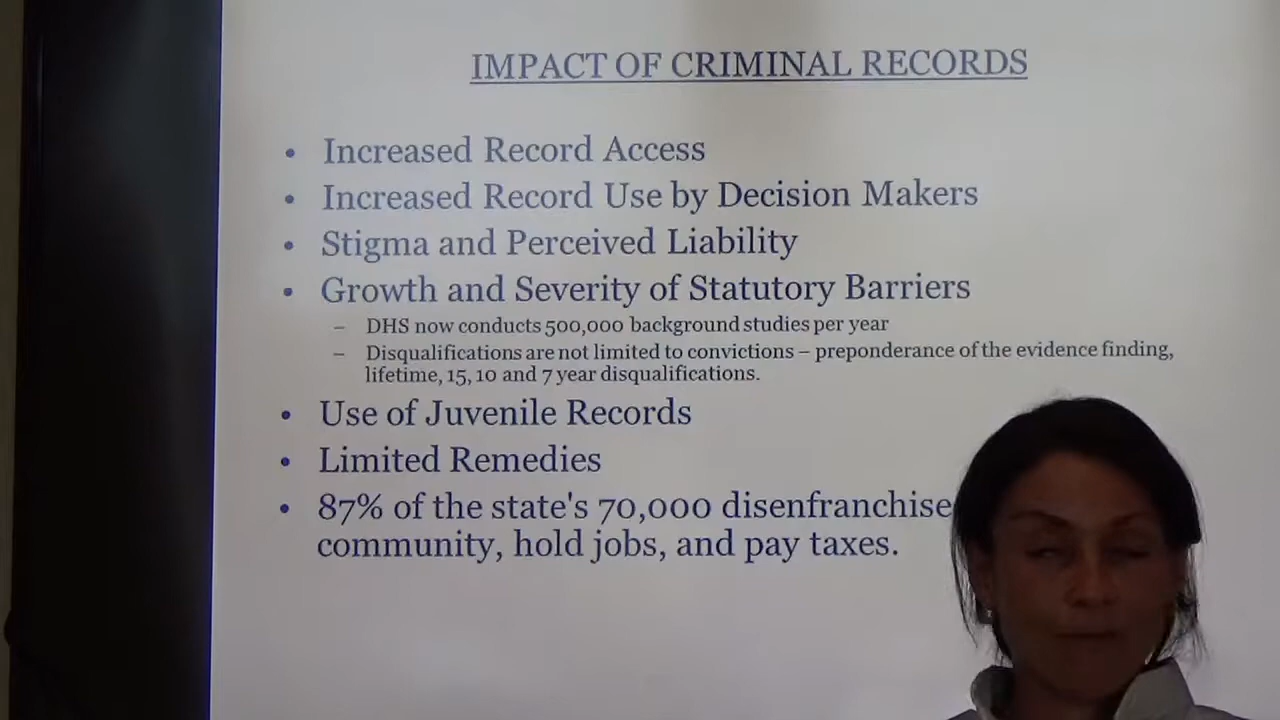 IMPACT OF CRIMINAL RECORDS
• Increased Record Access
• Increased Record Use by Decision Makers
• Stigma and Perceived Liability
• Growth and Severity of Statutory Barriers
– DHS now conducts 500,000 background studies per year
– Disqualifications are not limited to convictions – preponderance of the evidence finding,
lifetime, 15, 10 and 7 year disqualifications.
• Use of Juvenile Records
• Limited Remedies
• 87% of the state's 70,000 disenfranchise
community, hold jobs, and pay taxes.